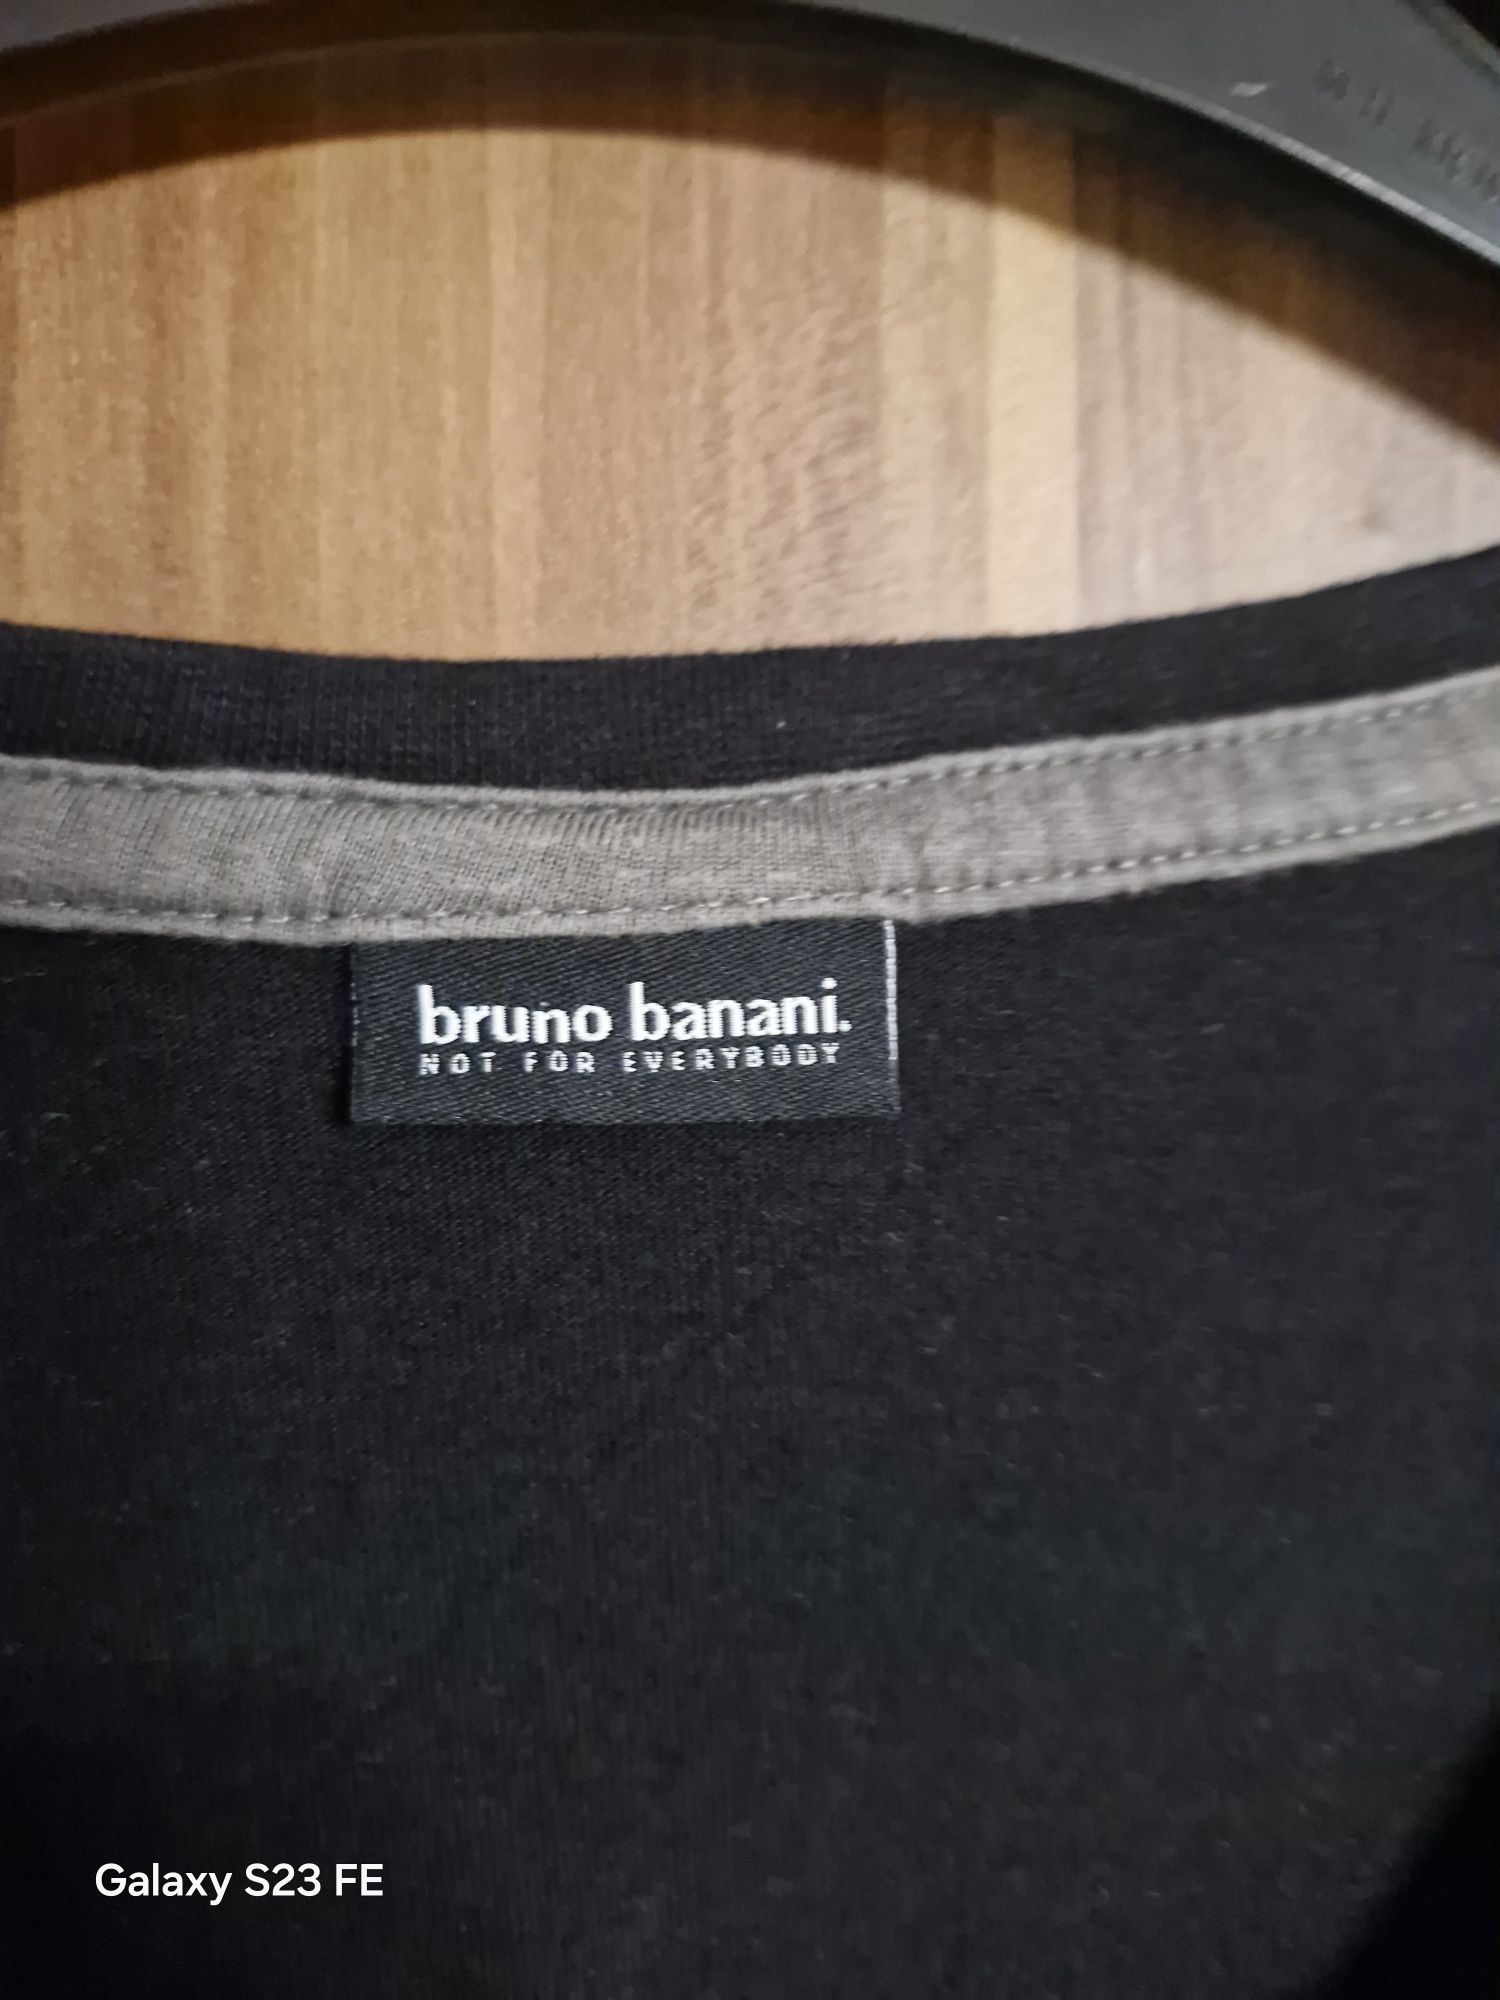 bruno banani.
NOT FOR EVERYBODY
Galaxy S23 FE